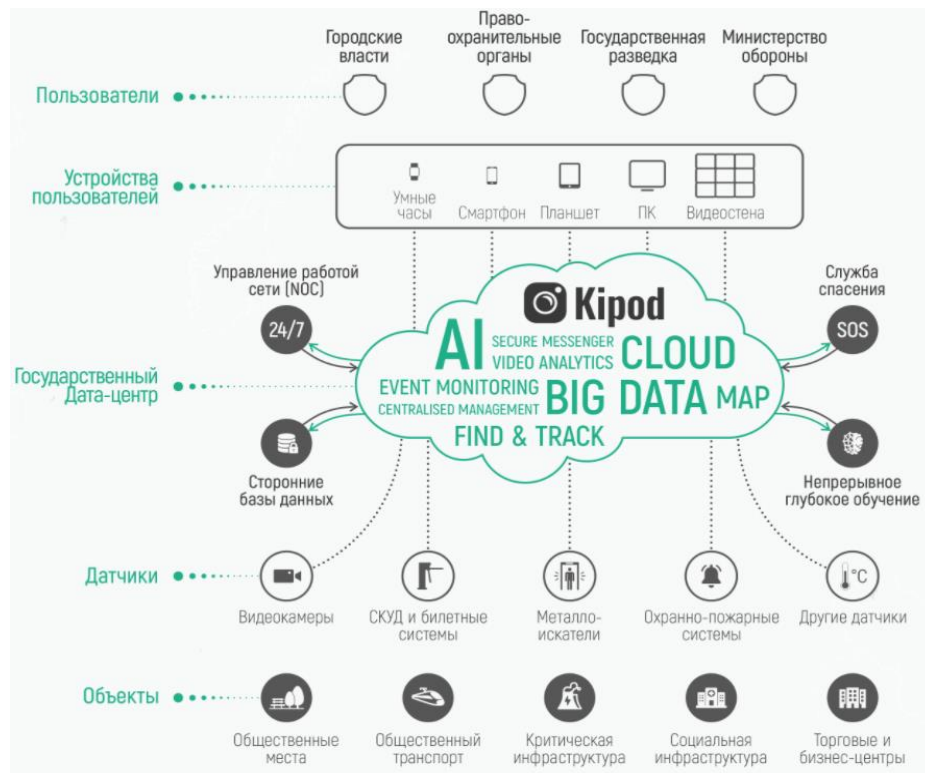 Городские
власти
Право-
охранительные
органы
Государственная
разведка
Министерство
обороны
Пользователи
Устройства
пользователей
Умные
часы
Смартфон
Планшет
ПК
Видеостена
Управление работой
сети (NOC)
24/7
Служба
спасения
SOS
Kipod
AI
SECURE MESSENGER
VIDEO ANALYTICS
CLOUD
EVENT MONITORING
CENTRALISED MANAGEMENT
BIG DATA
MAP
FIND & TRACK
Государственный
Дата-центр
Сторонние
базы данных
Непрерывное
глубокое обучение
Датчики
Видеокамеры
СКУД и билетные
системы
Металло-
искатели
Охранно-пожарные
системы
°C
Другие датчики
Объекты
Общественные
места
Общественный
транспорт
Критическая
инфраструктура
Социальная
инфраструктура
Торговые и
бизнес-центры